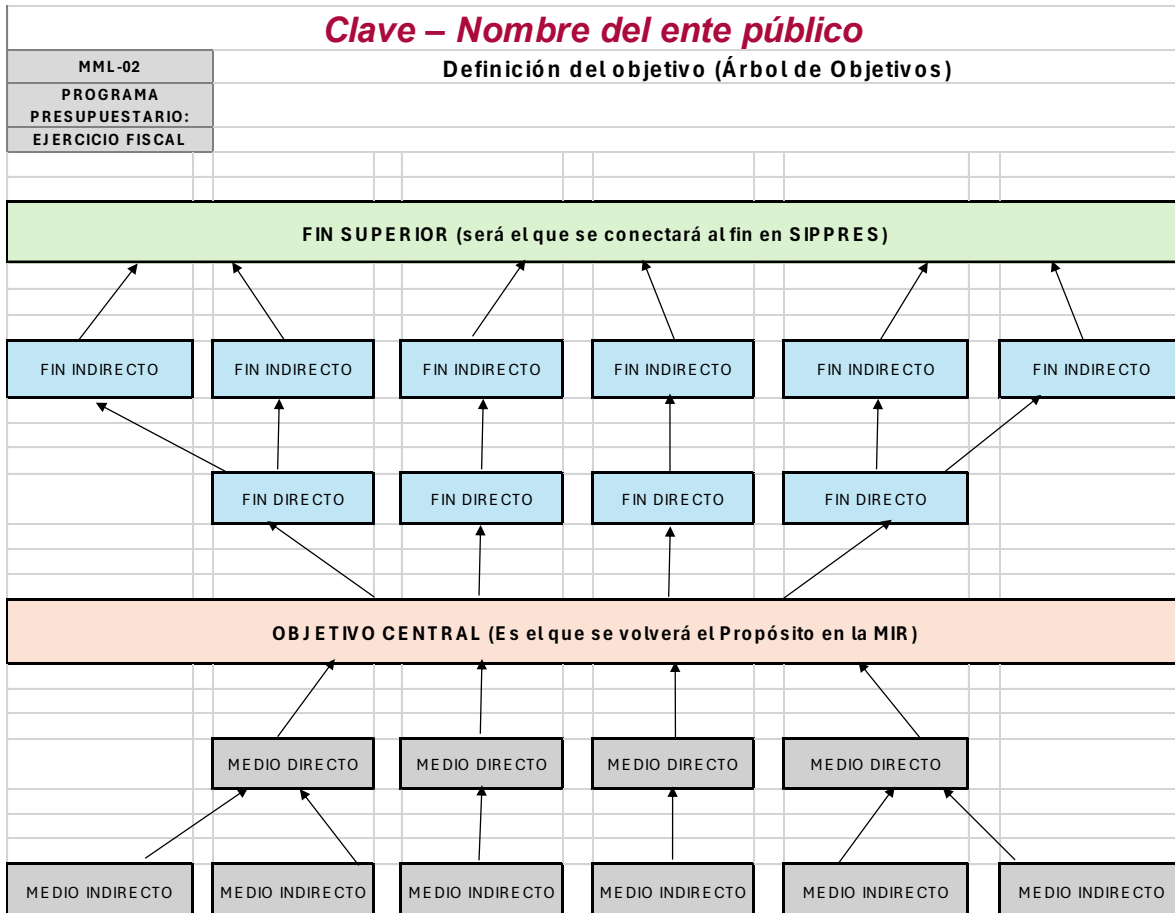 Clave – Nombre del ente público
MML-02
Definición del objetivo (Árbol de Objetivos)
PROGRAMA
PRESUPUESTARIO:
EJERCICIO FISCAL
FIN SUPERIOR (será el que se conectará al fin en SIPPRES)
FIN INDIRECTO
FIN INDIRECTO
FIN INDIRECTO
FIN INDIRECTO
FIN INDIRECTO
FIN INDIRECTO
FIN DIRECTO
FIN DIRECTO
FIN DIRECTO
FIN DIRECTO
OBJETIVO CENTRAL (Es el que se volverá el Propósito en la MIR)
MEDIO DIRECTO
MEDIO DIRECTO
MEDIO DIRECTO
MEDIO DIRECTO
MEDIO INDIRECTO
MEDIO INDIRECTO
MEDIO INDIRECTO
MEDIO INDIRECTO
MEDIO INDIRECTO
MEDIO INDIRECTO